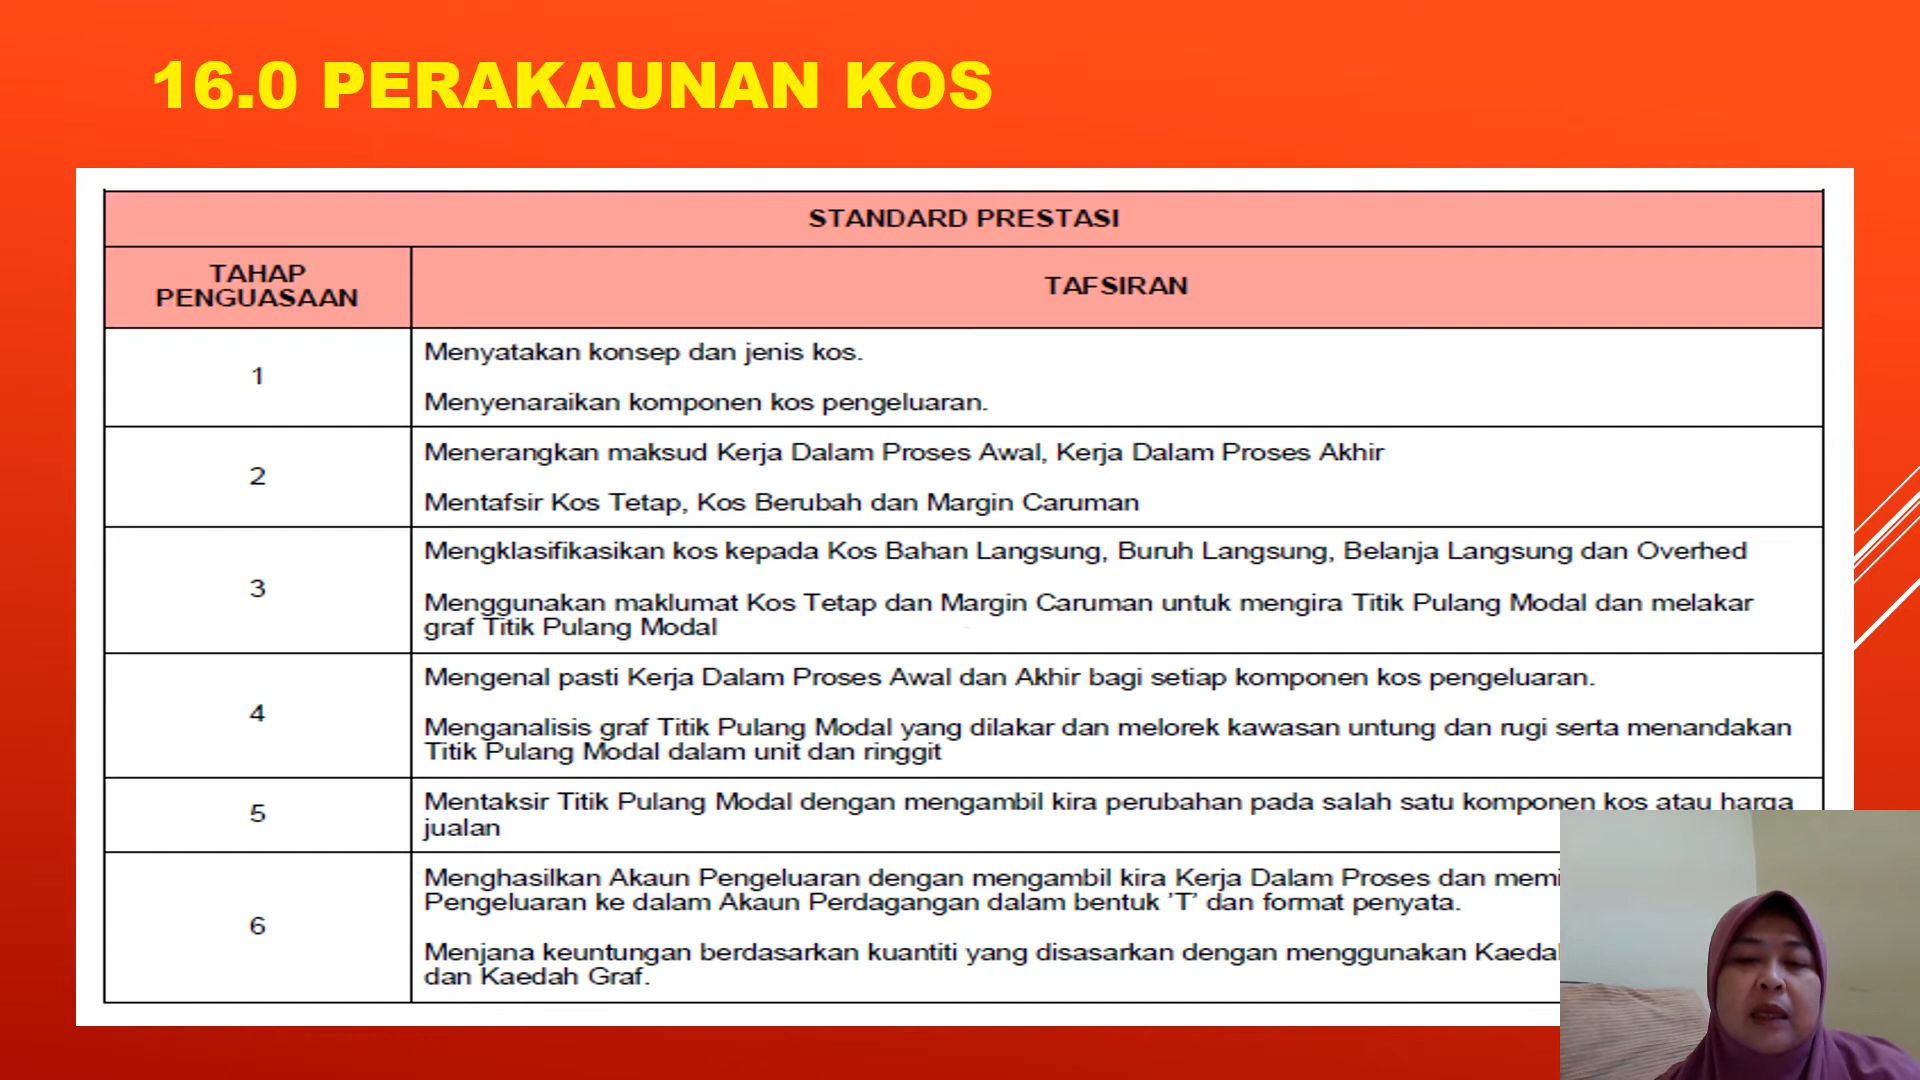 16.0 PERAKAUNAN KOS
STANDARD PRESTASI
TAHAP
PENGUASAAN
TAFSIRAN
1
Menyatakan konsep dan jenis kos.
Menyenaraikan komponen kos pengeluaran.
2
Menerangkan maksud Kerja Dalam Proses Awal, Kerja Dalam Proses Akhir
Mentafsir Kos Tetap, Kos Berubah dan Margin Caruman
3
Mengklasifikasikan kos kepada Kos Bahan Langsung, Buruh Langsung, Belanja Langsung dan Overhed
Menggunakan maklumat Kos Tetap dan Margin Caruman untuk mengira Titik Pulang Modal dan melakar
graf Titik Pulang Modal
4
Mengenal pasti Kerja Dalam Proses Awal dan Akhir bagi setiap komponen kos pengeluaran.
Menganalisis graf Titik Pulang Modal yang dilakar dan melorek kawasan untung dan rugi serta menandakan
Titik Pulang Modal dalam unit dan ringgit
5
Mentaksir Titik Pulang Modal dengan mengambil kira perubahan pada salah satu komponen kos atau harga
jualan
6
Menghasilkan Akaun Pengeluaran dengan mengambil kira Kerja Dalam Proses dan
Pengeluaran ke dalam Akaun Perdagangan dalam bentuk 'T' dan format penyata.
Menjana keuntungan berdasarkan kuantiti yang disasarkan dengan menggunakan
dan Kaedah Graf.